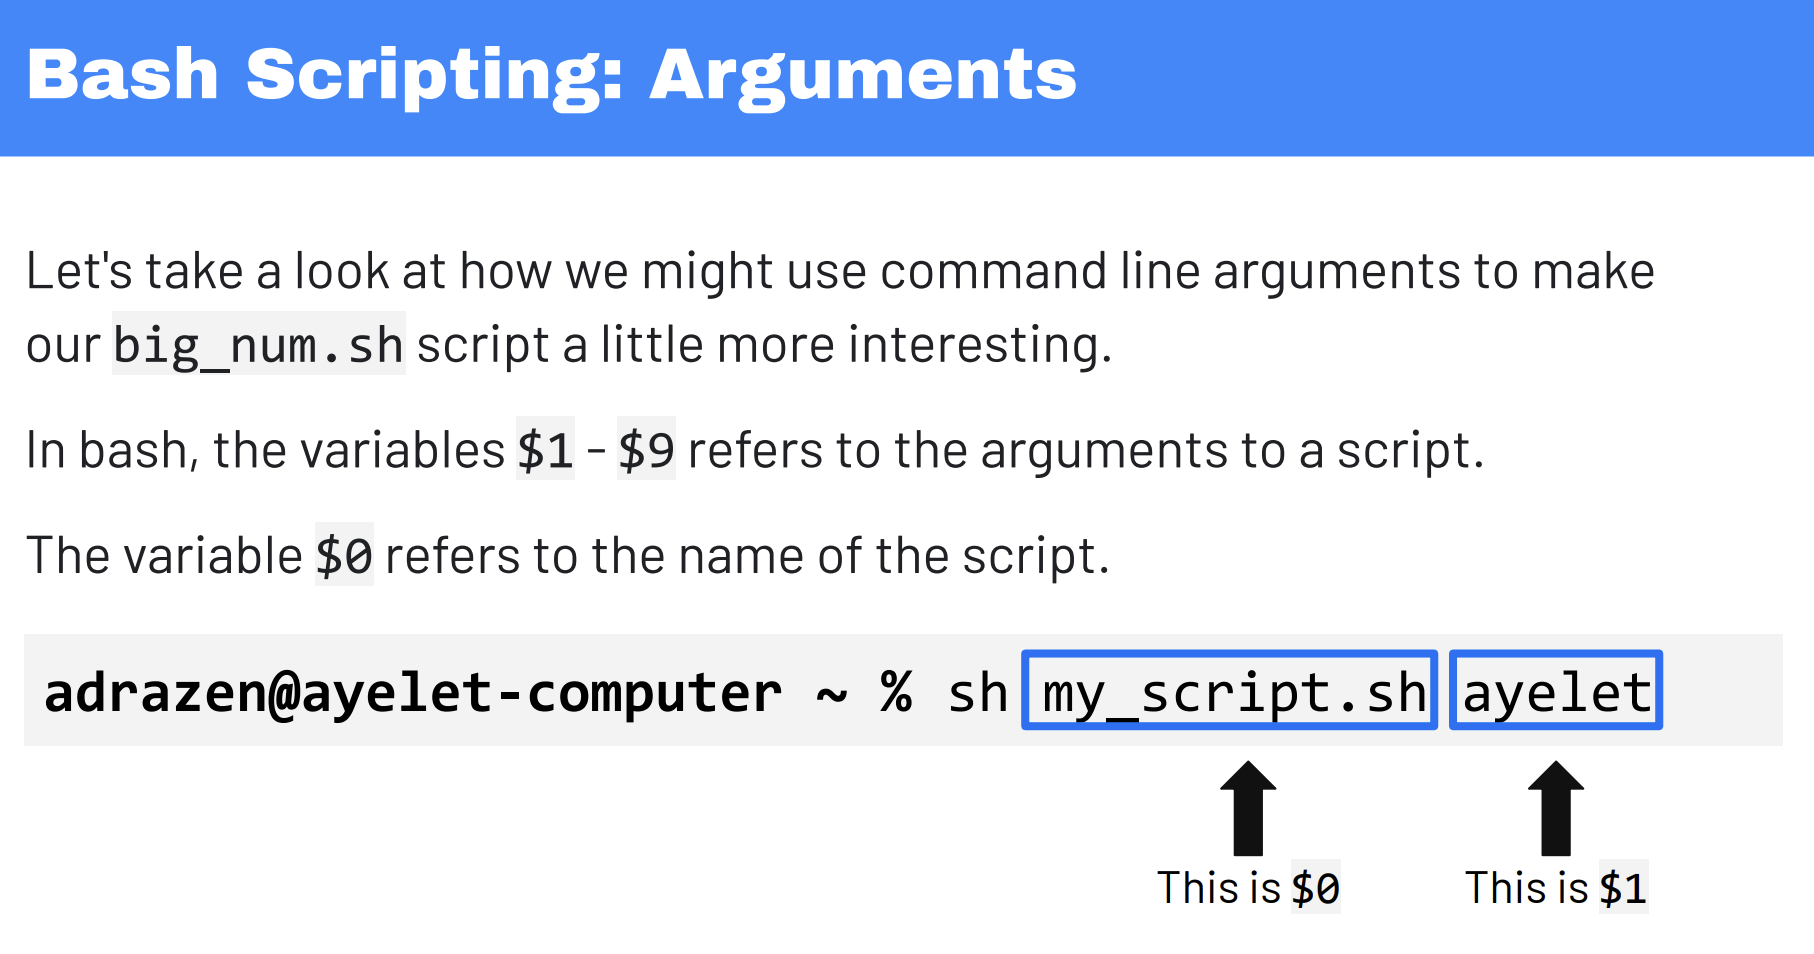 Bash Scripting: Arguments
Let's take a look at how we might use command line arguments to make
our big_num.sh script a little more interesting.
In bash, the variables $1 - $9 refers to the arguments to a script.
The variable $0 refers to the name of the script.
adrazen@ayelet-computer ~ % sh my_script.sh ayelet
This is $0 This is $1